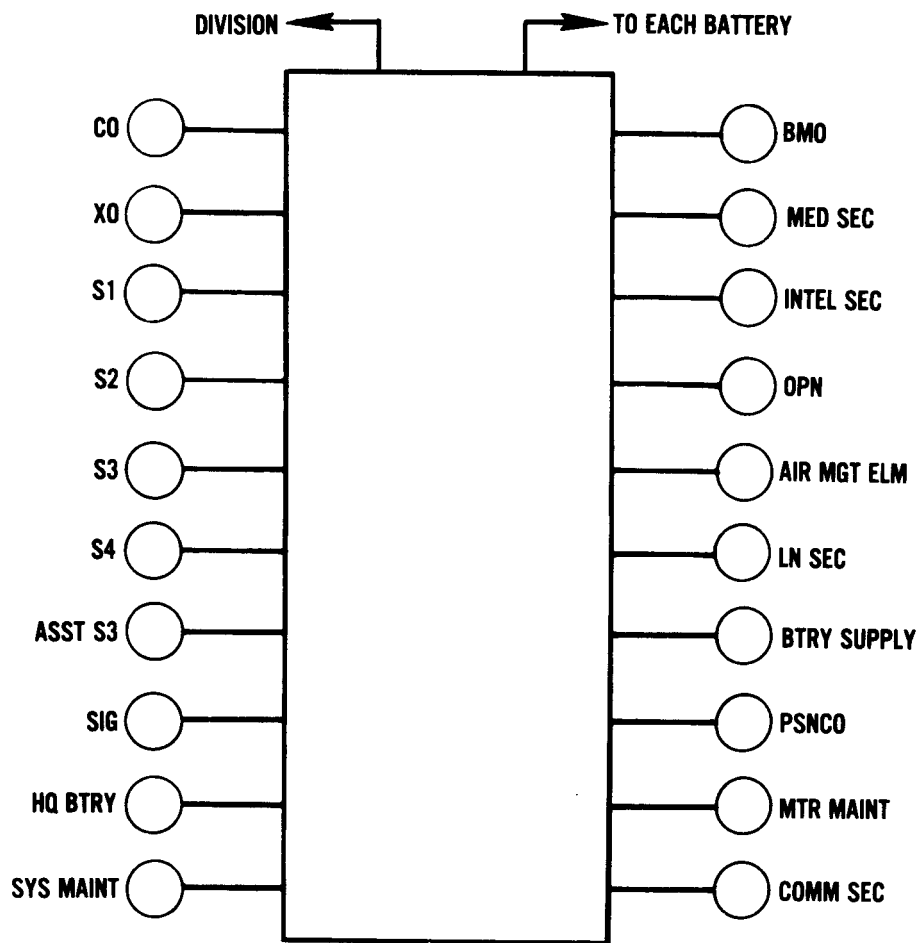 DIVISION
TO EACH BATTERY
CO
XO
S1
S2
S3
S4
ASST S3
SIG
HQ BTRY
SYS MAINT
BMO
MED SEC
INTEL SEC
OPN
AIR MGT ELM
LN SEC
BTRY SUPPLY
PSNCO
MTR MAINT
COMM SEC